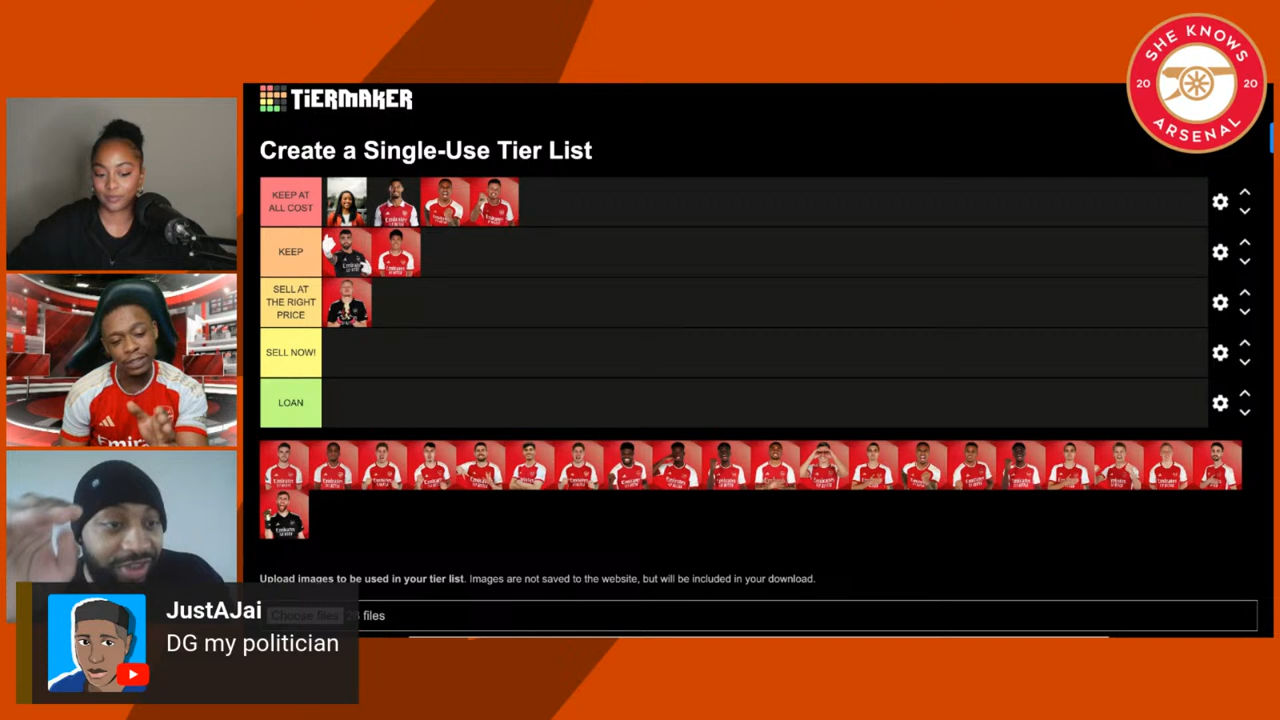 SHE KNOWS
20 20
ARSENAL
TiERMAKER
Create a Single-Use Tier List
KEEP AT
ALL COST
KEEP
SELL AT
THE RIGHT
PRICE
SELL NOW!
LOAN
Upload images to be used in your tier list. Images are not saved to the website, but will be included in your download.
Choose files files
JustAJai
DG my politician